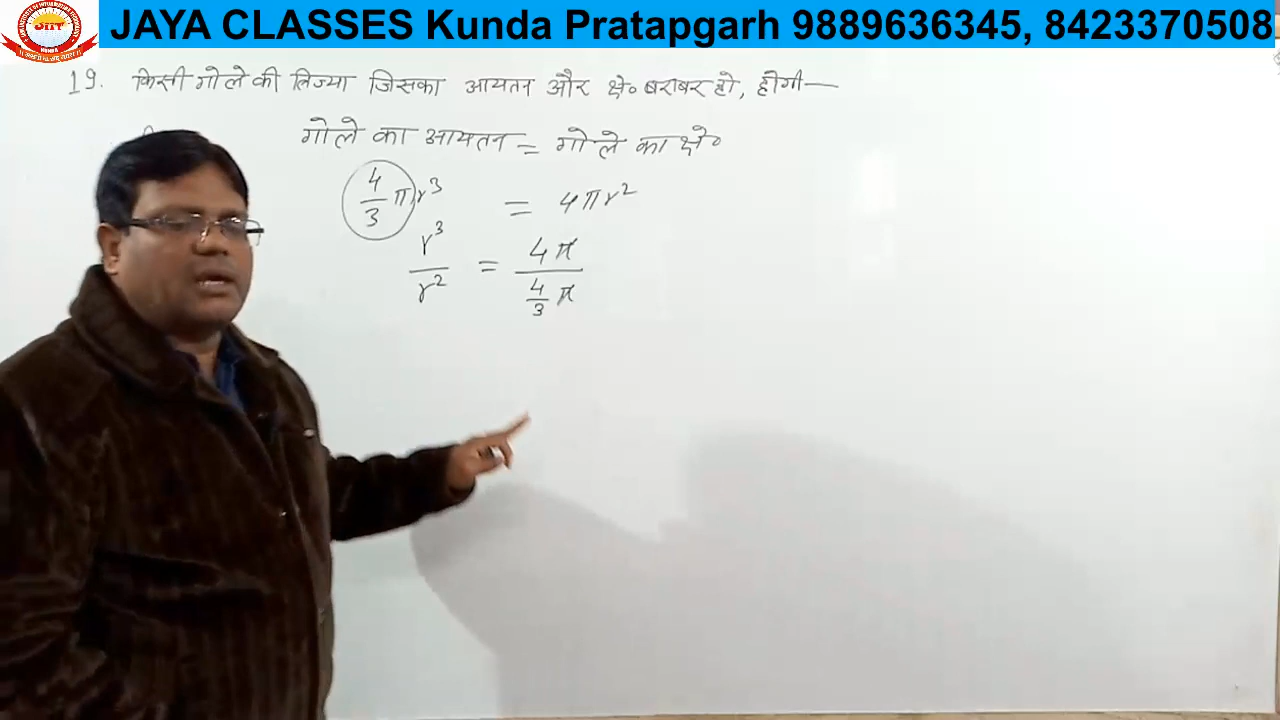 JAYA CLASSES Kunda Pratapgarh 9889636345, 8423370508
19. किसी गोले की त्रिज्या जिसका आयतन और क्षे० बराबर हो, होगी—
गोले का आयतन = गोले का क्षे०
4/3 π r³ = 4πr²
r³/r² = 4π / 4/3 π